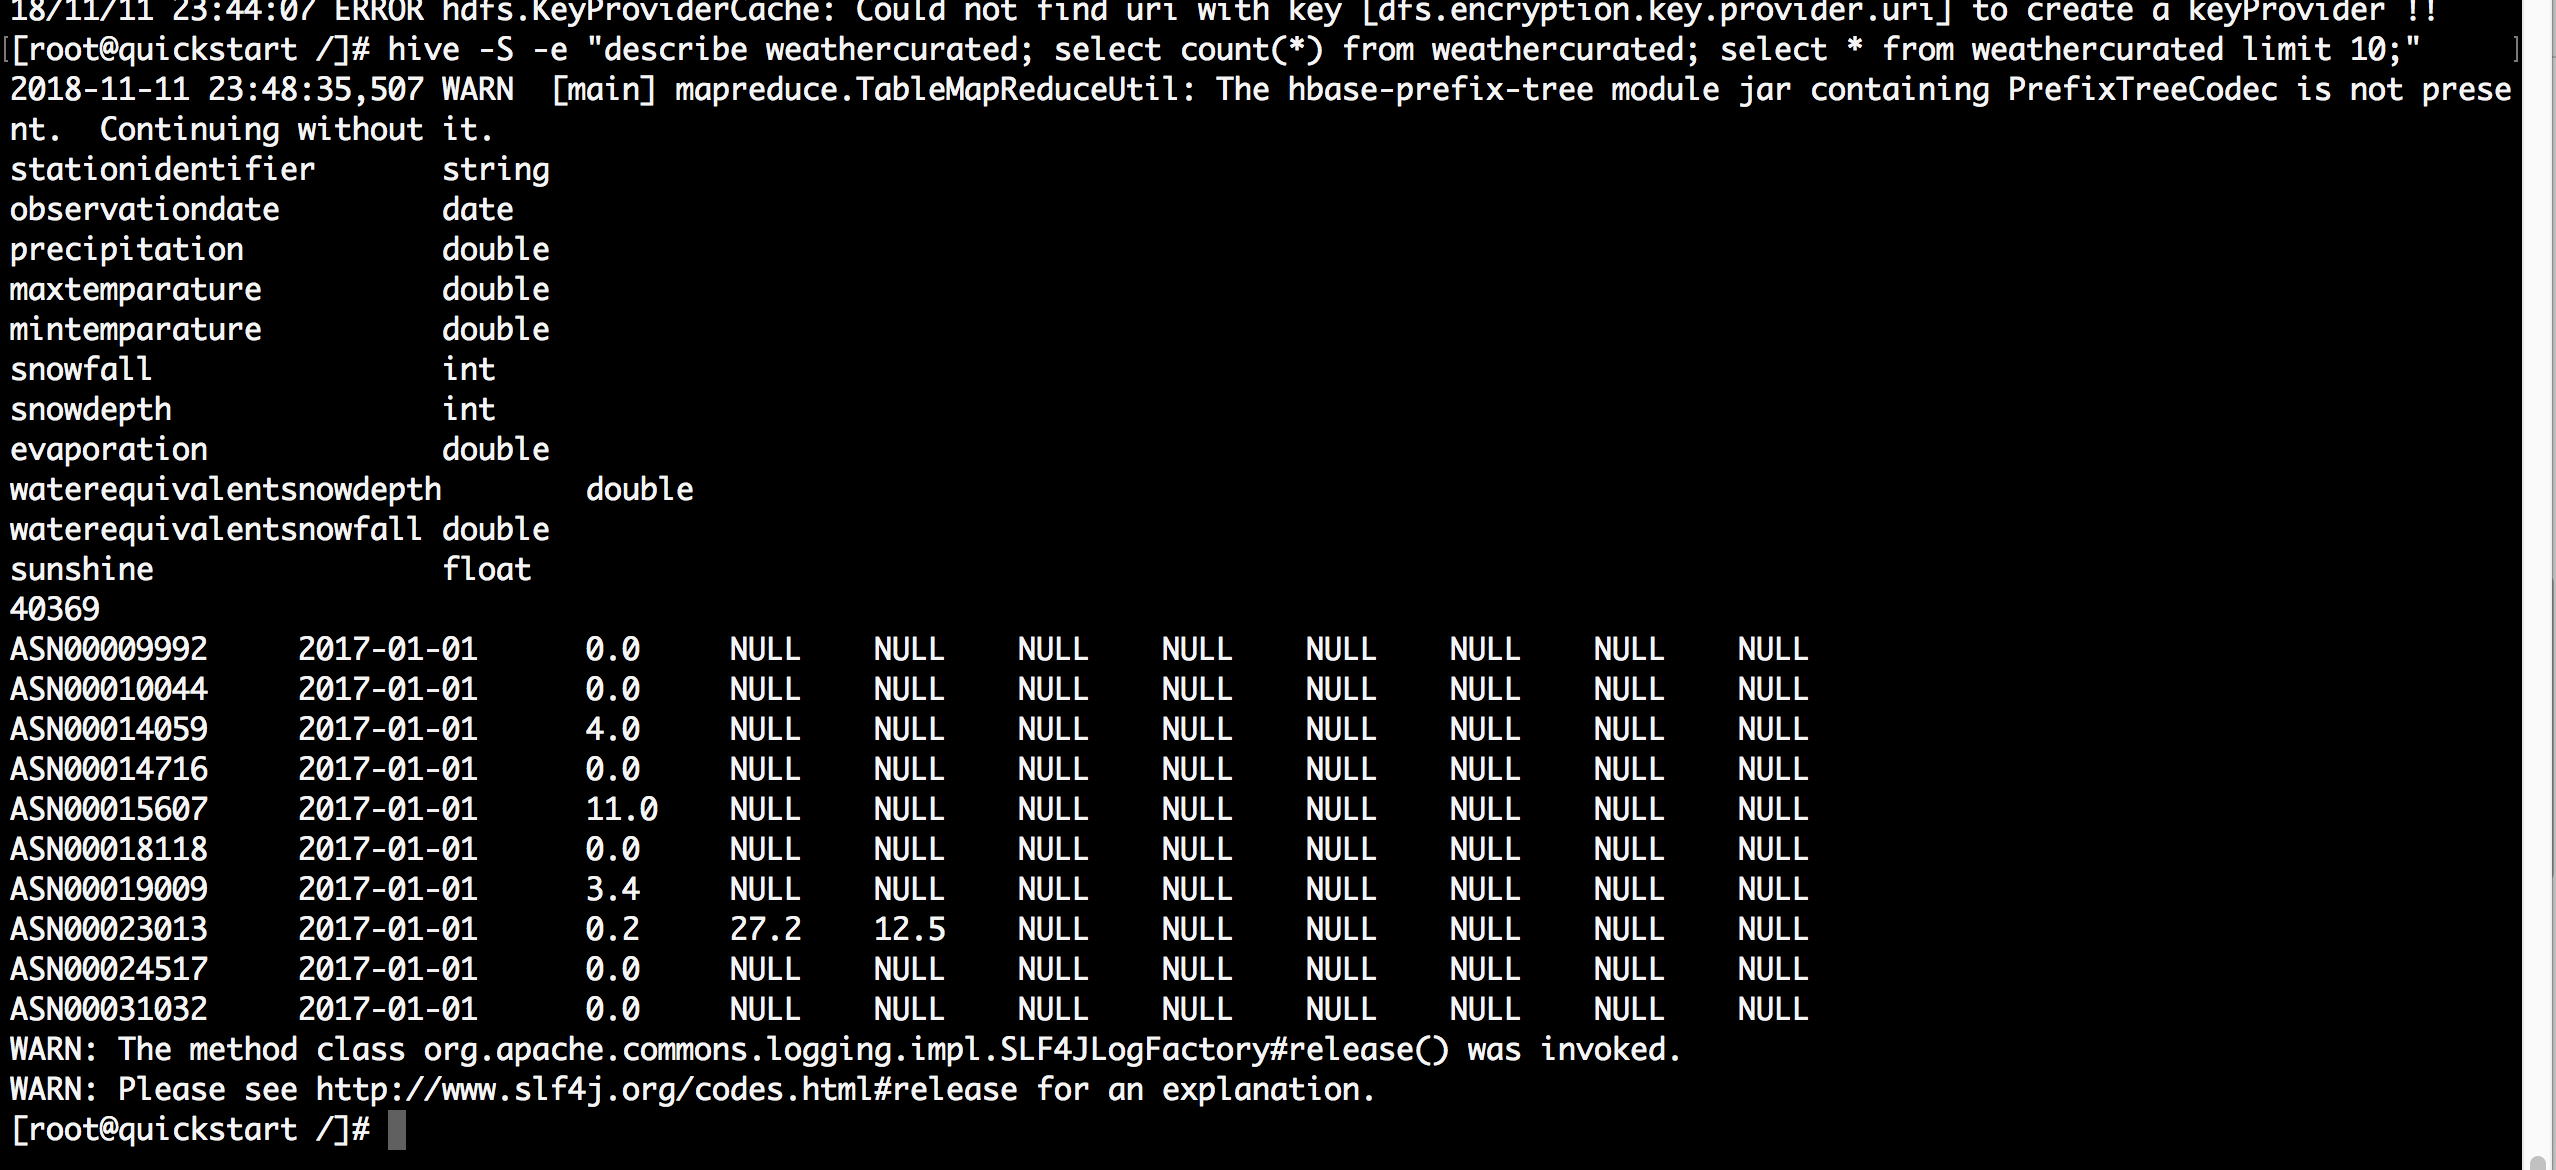 18/11/11 23:44:07 ERROR hdfs.KeyProviderCache: Could not find uri with key [dfs.encryption.key.provider.uri] to create a keyProvider !!
[root@quickstart /]# hive -S -e "describe weathercurated; select count(*) from weathercurated; select * from weathercurated limit 10;"
2018-11-11 23:48:35,507 WARN  [main] mapreduce.TableMapReduceUtil: The hbase-prefix-tree module jar containing PrefixTreeCodec is not prese
nt.  Continuing without it.
stationidentifier       string
observationdate         date
precipitation           double
maxtemparature          double
mintemparature          double
snowfall                int
snowdepth               int
evaporation             double
waterequivalentsnowdepth        double
waterequivalentsnowfall double
sunshine                float
40369
ASN00009992     2017-01-01      0.0     NULL    NULL    NULL    NULL    NULL    NULL    NULL    NULL
ASN00010044     2017-01-01      0.0     NULL    NULL    NULL    NULL    NULL    NULL    NULL    NULL
ASN00014059     2017-01-01      4.0     NULL    NULL    NULL    NULL    NULL    NULL    NULL    NULL
ASN00014716     2017-01-01      0.0     NULL    NULL    NULL    NULL    NULL    NULL    NULL    NULL
ASN00015607     2017-01-01      11.0    NULL    NULL    NULL    NULL    NULL    NULL    NULL    NULL
ASN00018118     2017-01-01      0.0     NULL    NULL    NULL    NULL    NULL    NULL    NULL    NULL
ASN00019009     2017-01-01      3.4     NULL    NULL    NULL    NULL    NULL    NULL    NULL    NULL
ASN00023013     2017-01-01      0.2     27.2    12.5    NULL    NULL    NULL    NULL    NULL    NULL
ASN00024517     2017-01-01      0.0     NULL    NULL    NULL    NULL    NULL    NULL    NULL    NULL
ASN00031032     2017-01-01      0.0     NULL    NULL    NULL    NULL    NULL    NULL    NULL    NULL
WARN: The method class org.apache.commons.logging.impl.SLF4JLogFactory#release() was invoked.
WARN: Please see http://www.slf4j.org/codes.html#release for an explanation.
[root@quickstart /]#